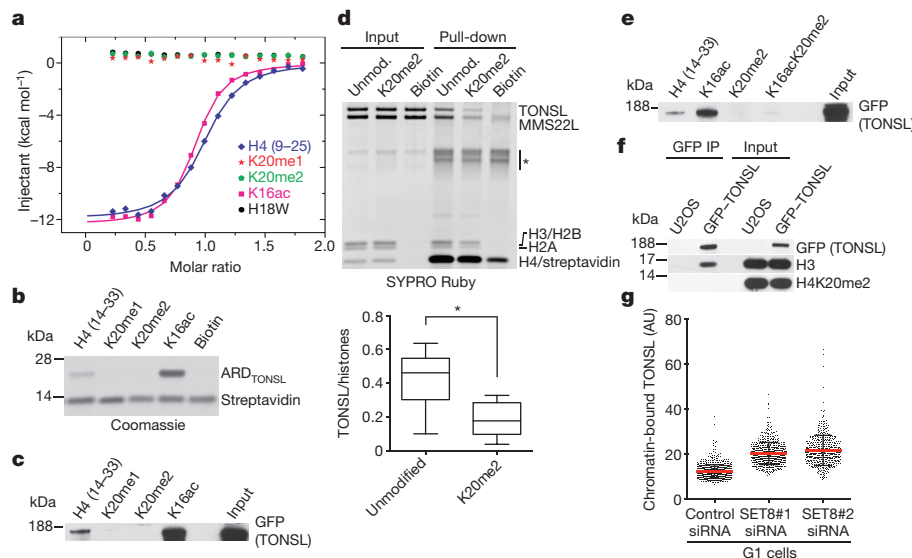 a
Injectant (kcal mol⁻¹)
0
−4
−8
−12
0
0.5
1.0
1.5
2.0
Molar ratio
H4 (9–25)
K20me1
K20me2
K16ac
H18W
b
kDa
28
14
H4 (14–33)
K20me1
K20me2
K16ac
Biotin
ARD_TONSL
Streptavidin
Coomassie
c
kDa
188
H4 (14–33)
K20me1
K20me2
K16ac
Input
GFP
(TONSL)
d
Input
Pull-down
Unmod.
K20me2
Biotin
Unmod.
K20me2
Biotin
TONSL
MMS22L
*
H3/H2B
H2A
H4/streptavidin
SYPRO Ruby
*
TONSL/histones
0.8
0.6
0.4
0.2
0
Unmodified
K20me2
e
kDa
188
H4 (14–33)
K16ac
K20me2
K16acK20me2
Input
GFP
(TONSL)
f
GFP IP
Input
kDa
U2OS
GFP–TONSL
U2OS
GFP–TONSL
188
17
14
GFP (TONSL)
H3
H4K20me2
g
Chromatin-bound TONSL (AU)
80
60
40
20
0
Control
siRNA
SET8#1
siRNA
SET8#2
siRNA
G1 cells